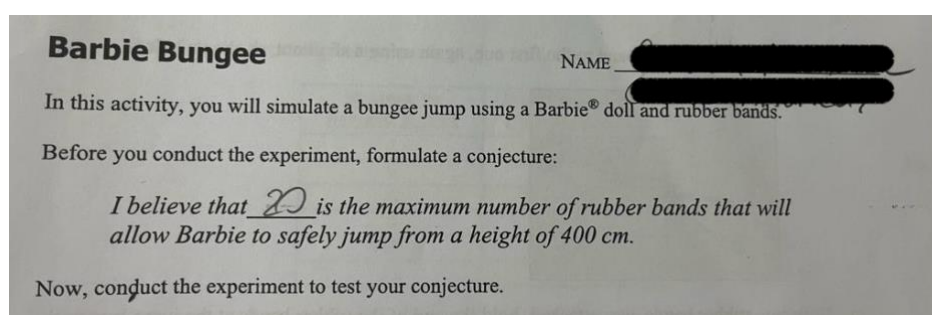 Barbie Bungee
NAME
In this activity, you will simulate a bungee jump using a Barbie® doll and rubber bands.
Before you conduct the experiment, formulate a conjecture:
I believe that 20 is the maximum number of rubber bands that will
allow Barbie to safely jump from a height of 400 cm.
Now, conduct the experiment to test your conjecture.